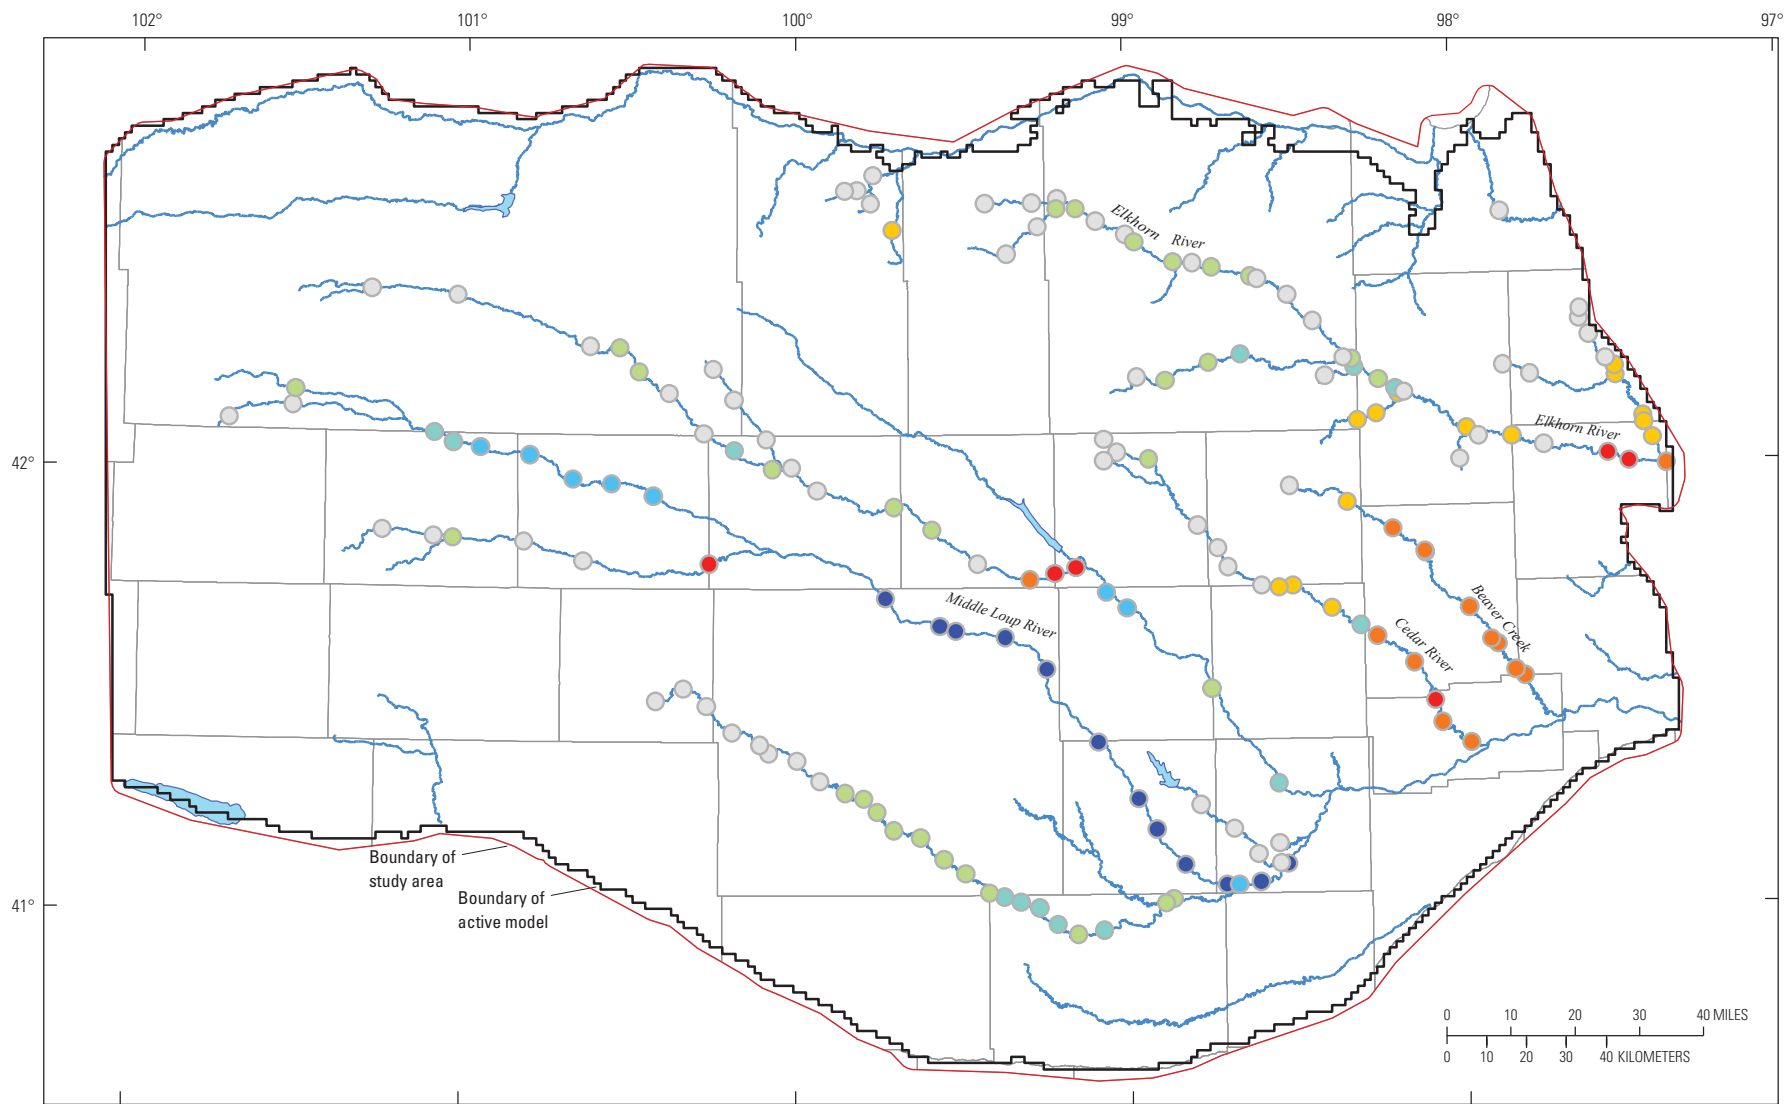 102° 101° 100° 99° 98° 97°
Elkhorn River
42°
Elkhorn River
Middle Loup River
Beaver Creek
Cedar River
Boundary of
study area
Boundary of
active model
41°
0 10 20 30 40 MILES
0 10 20 30 40 KILOMETERS